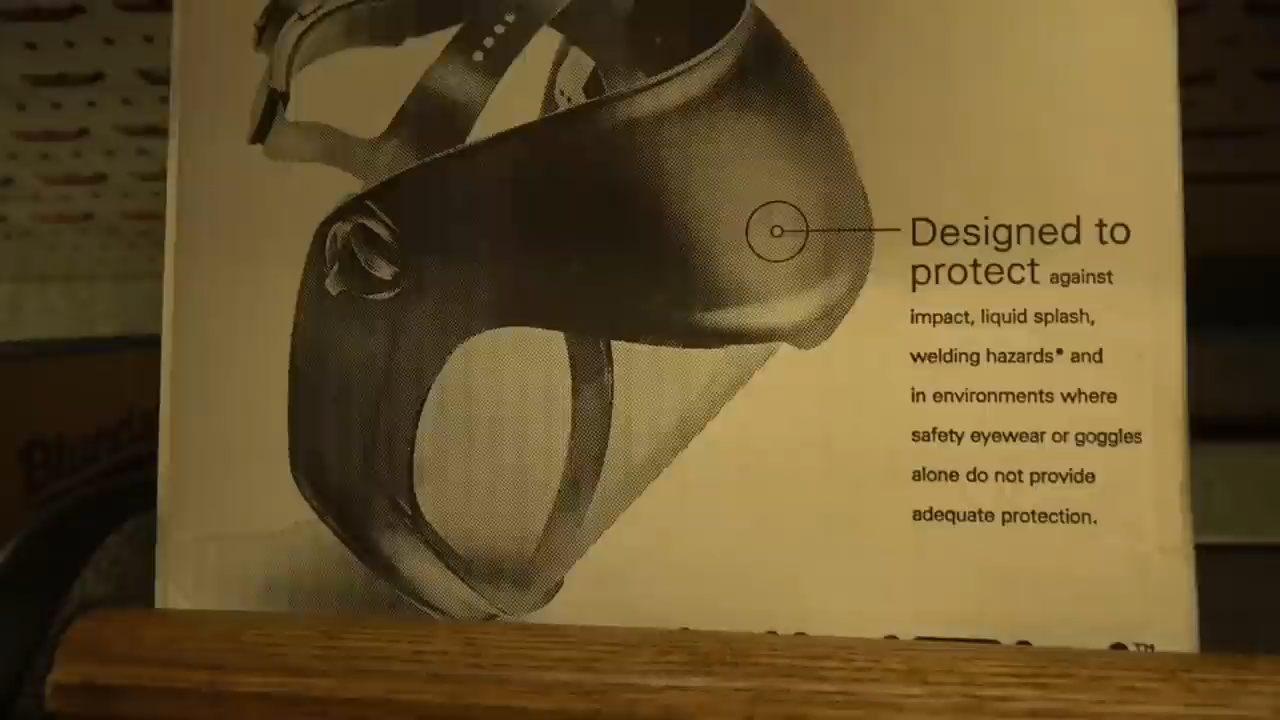 Designed to
protect against
impact, liquid splash,
welding hazards* and
in environments where
safety eyewear or goggles
alone do not provide
adequate protection.
TM